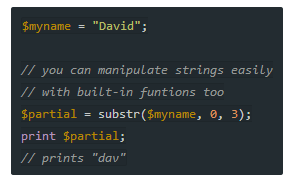 $myname = "David";
// you can manipulate strings easily
// with built-in funtions too
$partial = substr($myname, 0, 3);
print $partial;
// prints "dav"